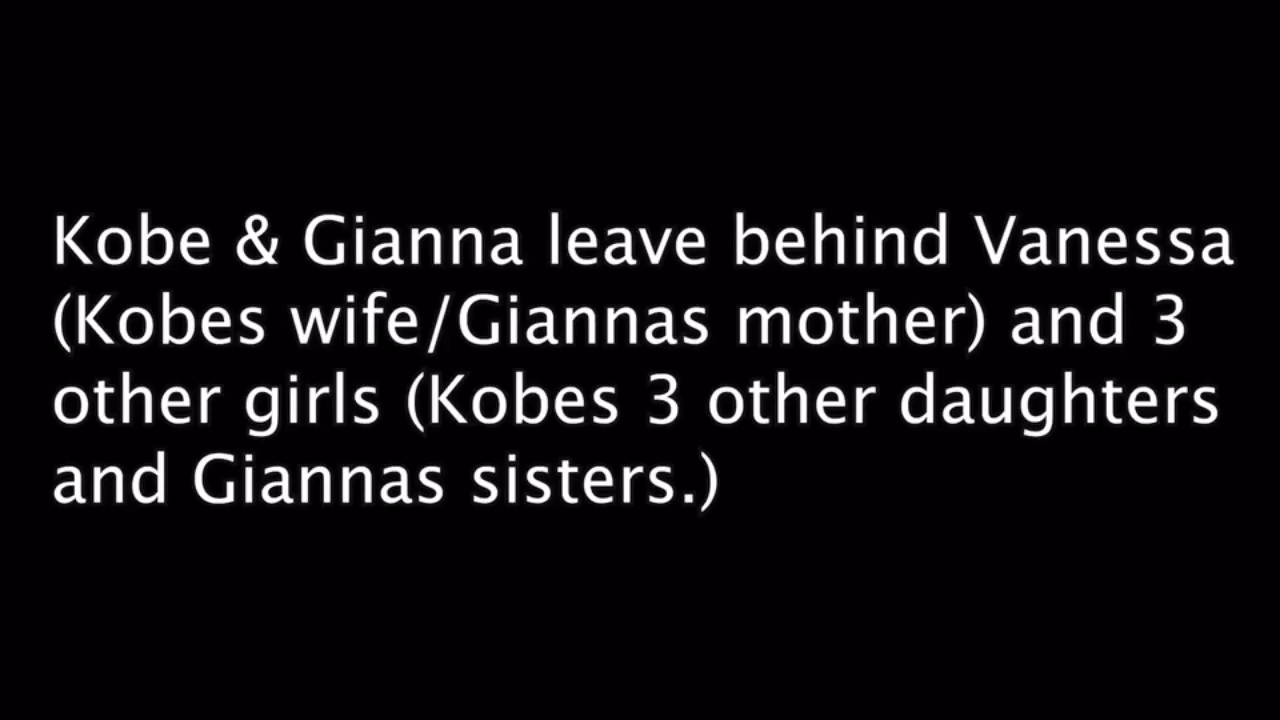 Kobe & Gianna leave behind Vanessa
(Kobes wife/Giannas mother) and 3
other girls (Kobes 3 other daughters
and Giannas sisters.)